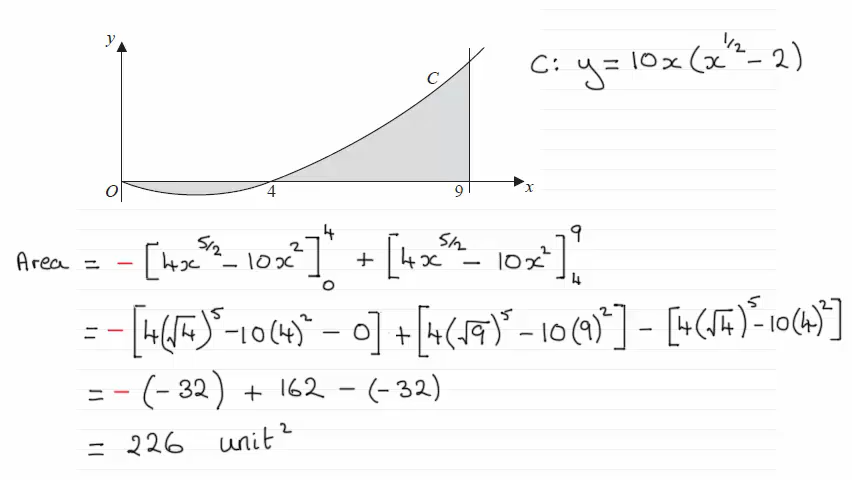 y
C: y = 10x(x^{1/2} - 2)
C
O 4 9 x
Area = - [4x^{5/2} - 10x^2]_0^4 + [4x^{5/2} - 10x^2]_4^9
= - [4(√4)^5 - 10(4)^2 - 0] + [4(√9)^5 - 10(9)^2] - [4(√4)^5 - 10(4)^2]
= - (-32) + 162 - (-32)
= 226 unit^2